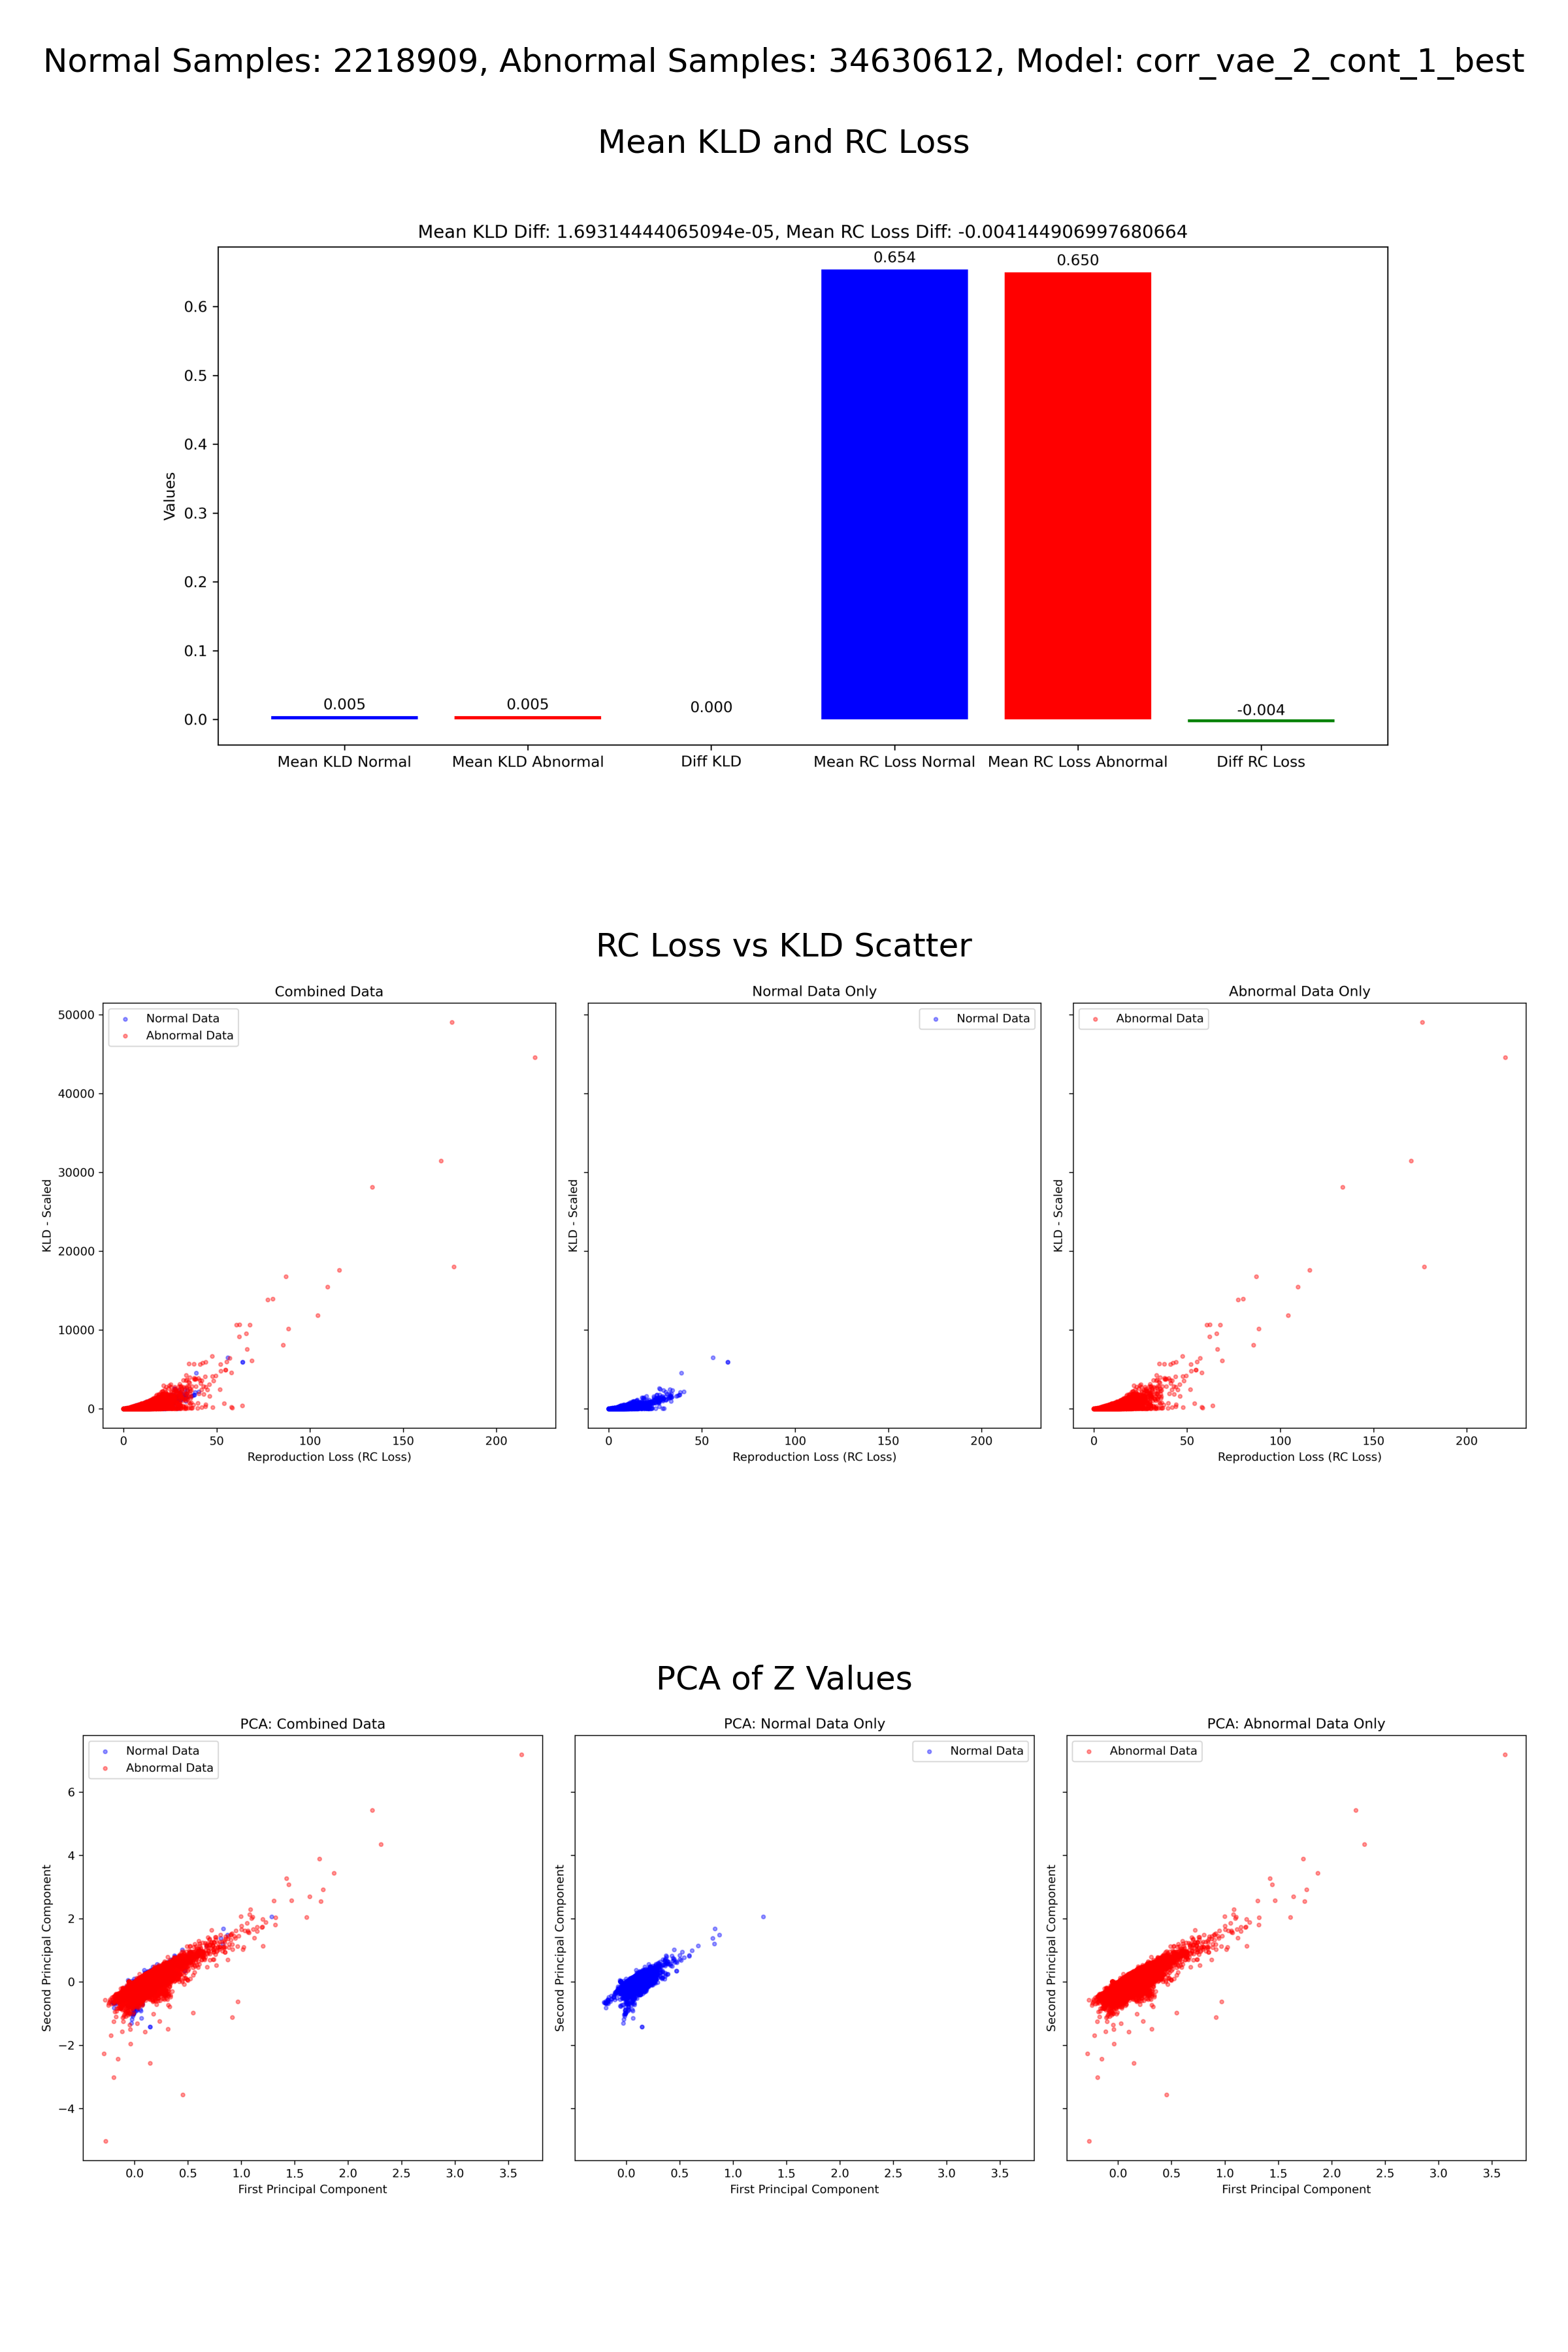 Normal Samples: 2218909, Abnormal Samples: 34630612, Model: corr_vae_2_cont_1_best
Mean KLD and RC Loss
Mean KLD Diff: 1.69314444065094e-05, Mean RC Loss Diff: -0.004144906997680664
Values
0.6
0.5
0.4
0.3
0.2
0.1
0.0
0.005
0.005
0.000
0.654
0.650
-0.004
Mean KLD Normal
Mean KLD Abnormal
Diff KLD
Mean RC Loss Normal
Mean RC Loss Abnormal
Diff RC Loss
RC Loss vs KLD Scatter
Combined Data
Normal Data
Abnormal Data
KLD - Scaled
50000
40000
30000
20000
10000
0
0 50 100 150 200
Reproduction Loss (RC Loss)
Normal Data Only
Normal Data
KLD - Scaled
0 50 100 150 200
Reproduction Loss (RC Loss)
Abnormal Data Only
Abnormal Data
KLD - Scaled
0 50 100 150 200
Reproduction Loss (RC Loss)
PCA of Z Values
PCA: Combined Data
Normal Data
Abnormal Data
Second Principal Component
6
4
2
0
−2
−4
0.0 0.5 1.0 1.5 2.0 2.5 3.0 3.5
First Principal Component
PCA: Normal Data Only
Normal Data
Second Principal Component
0.0 0.5 1.0 1.5 2.0 2.5 3.0 3.5
First Principal Component
PCA: Abnormal Data Only
Abnormal Data
Second Principal Component
0.0 0.5 1.0 1.5 2.0 2.5 3.0 3.5
First Principal Component